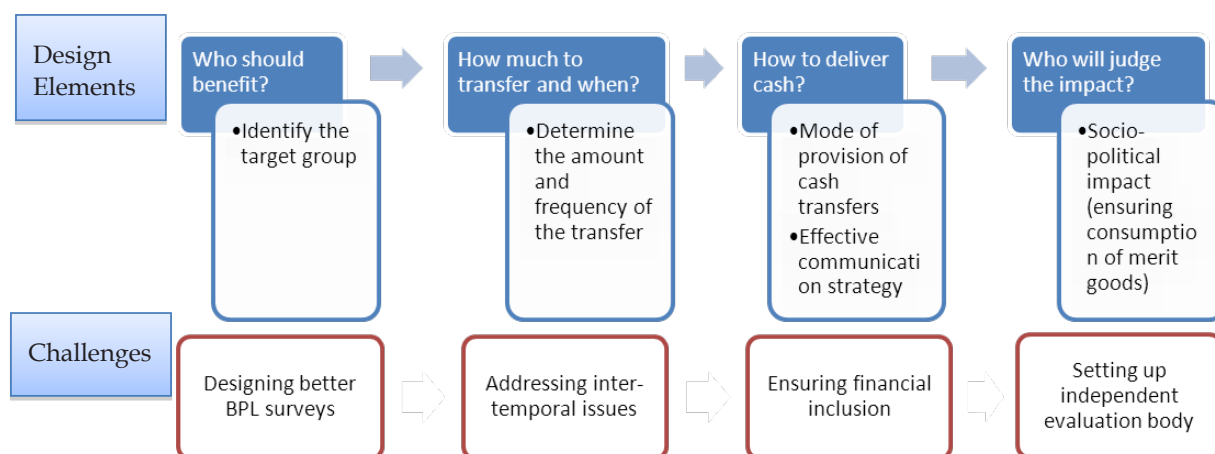 Design
Elements
Who should
benefit?
•Identify the
target group
How much to
transfer and when?
•Determine
the amount
and
frequency of
the transfer
How to deliver
cash?
•Mode of
provision of
cash
transfers
•Effective
communicati
on strategy
Who will judge
the impact?
•Socio-
political
impact
(ensuring
consumptio
n of merit
goods)
Challenges
Designing better
BPL surveys
Addressing inter-
temporal issues
Ensuring financial
inclusion
Setting up
independent
evaluation body